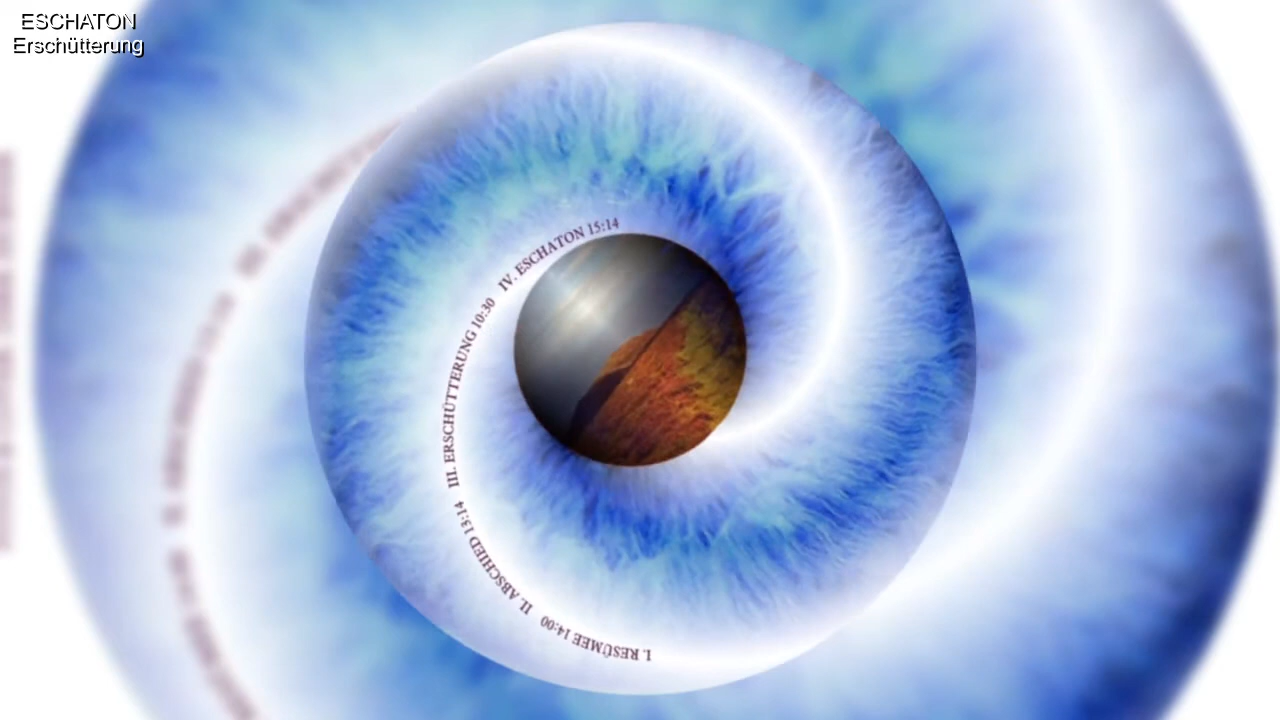 ESCHATON
Erschütterung
I. RESÜMEE 14:00
II. ABSCHIED 13:14
III. ERSCHÜTTERUNG 10:30
IV. ESCHATON 15:14